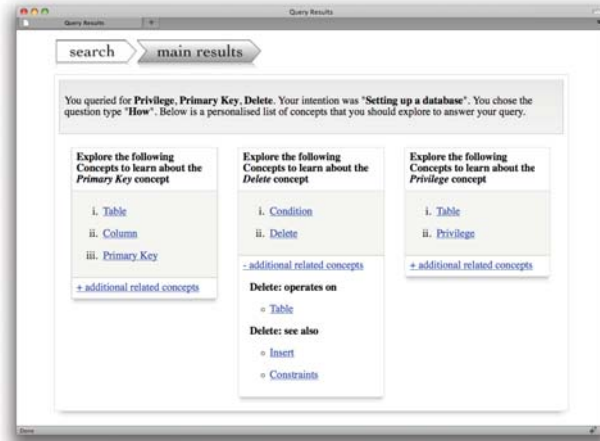 Query Results
Query Results
+
search
main results
You queried for Privilege, Primary Key, Delete. Your intention was "Setting up a database". You chose the
question type "How". Below is a personalised list of concepts that you should explore to answer your query.
Explore the following
Concepts to learn about the
Primary Key concept
i. Table
ii. Column
iii. Primary Key
+ additional related concepts
Explore the following
Concepts to learn about the
Delete concept
i. Condition
ii. Delete
- additional related concepts
Delete: operates on
Table
Delete: see also
Insert
Constraints
Explore the following
Concepts to learn about the
Privilege concept
i. Table
ii. Privilege
+ additional related concepts
Done